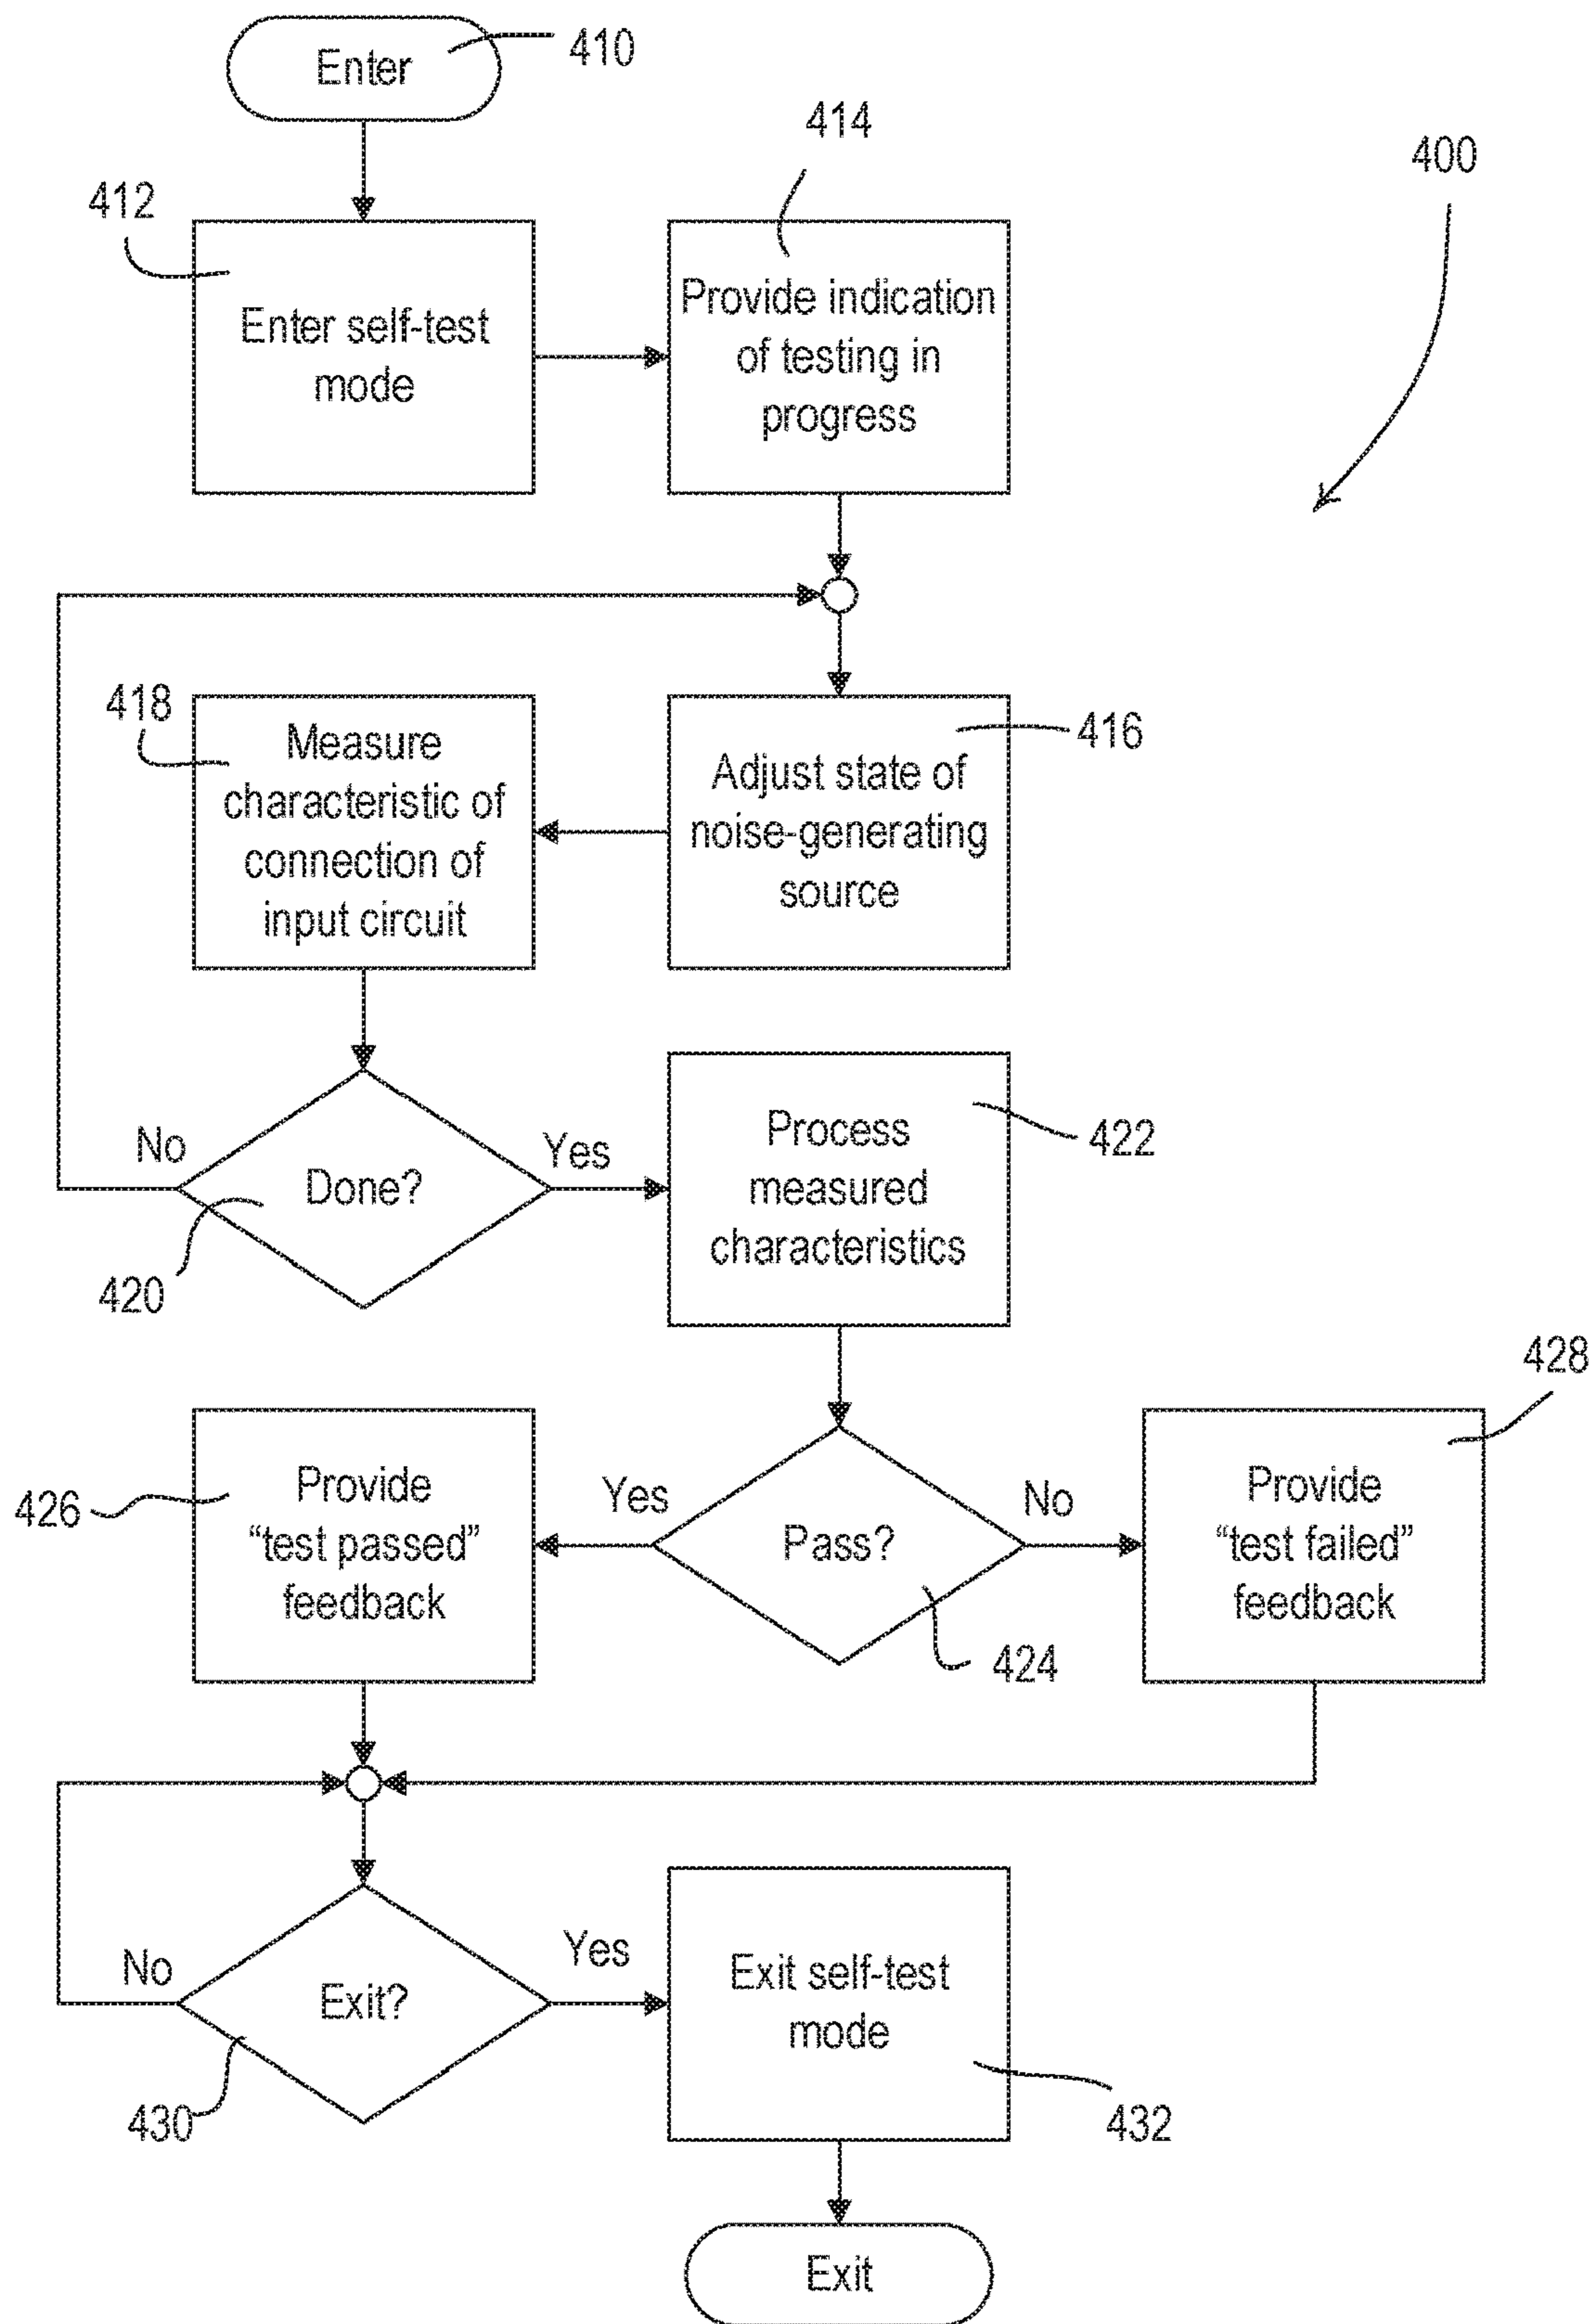 Enter
410
414
400
412
Enter self-test
mode
Provide indication
of testing in
progress
418
Measure
characteristic of
connection of
input circuit
416
Adjust state of
noise-generating
source
No
Done?
Yes
420
Process
measured
characteristics
422
428
426
Provide
“test passed”
feedback
Yes
Pass?
No
424
Provide
“test failed”
feedback
No
Exit?
Yes
430
Exit self-test
mode
432
Exit